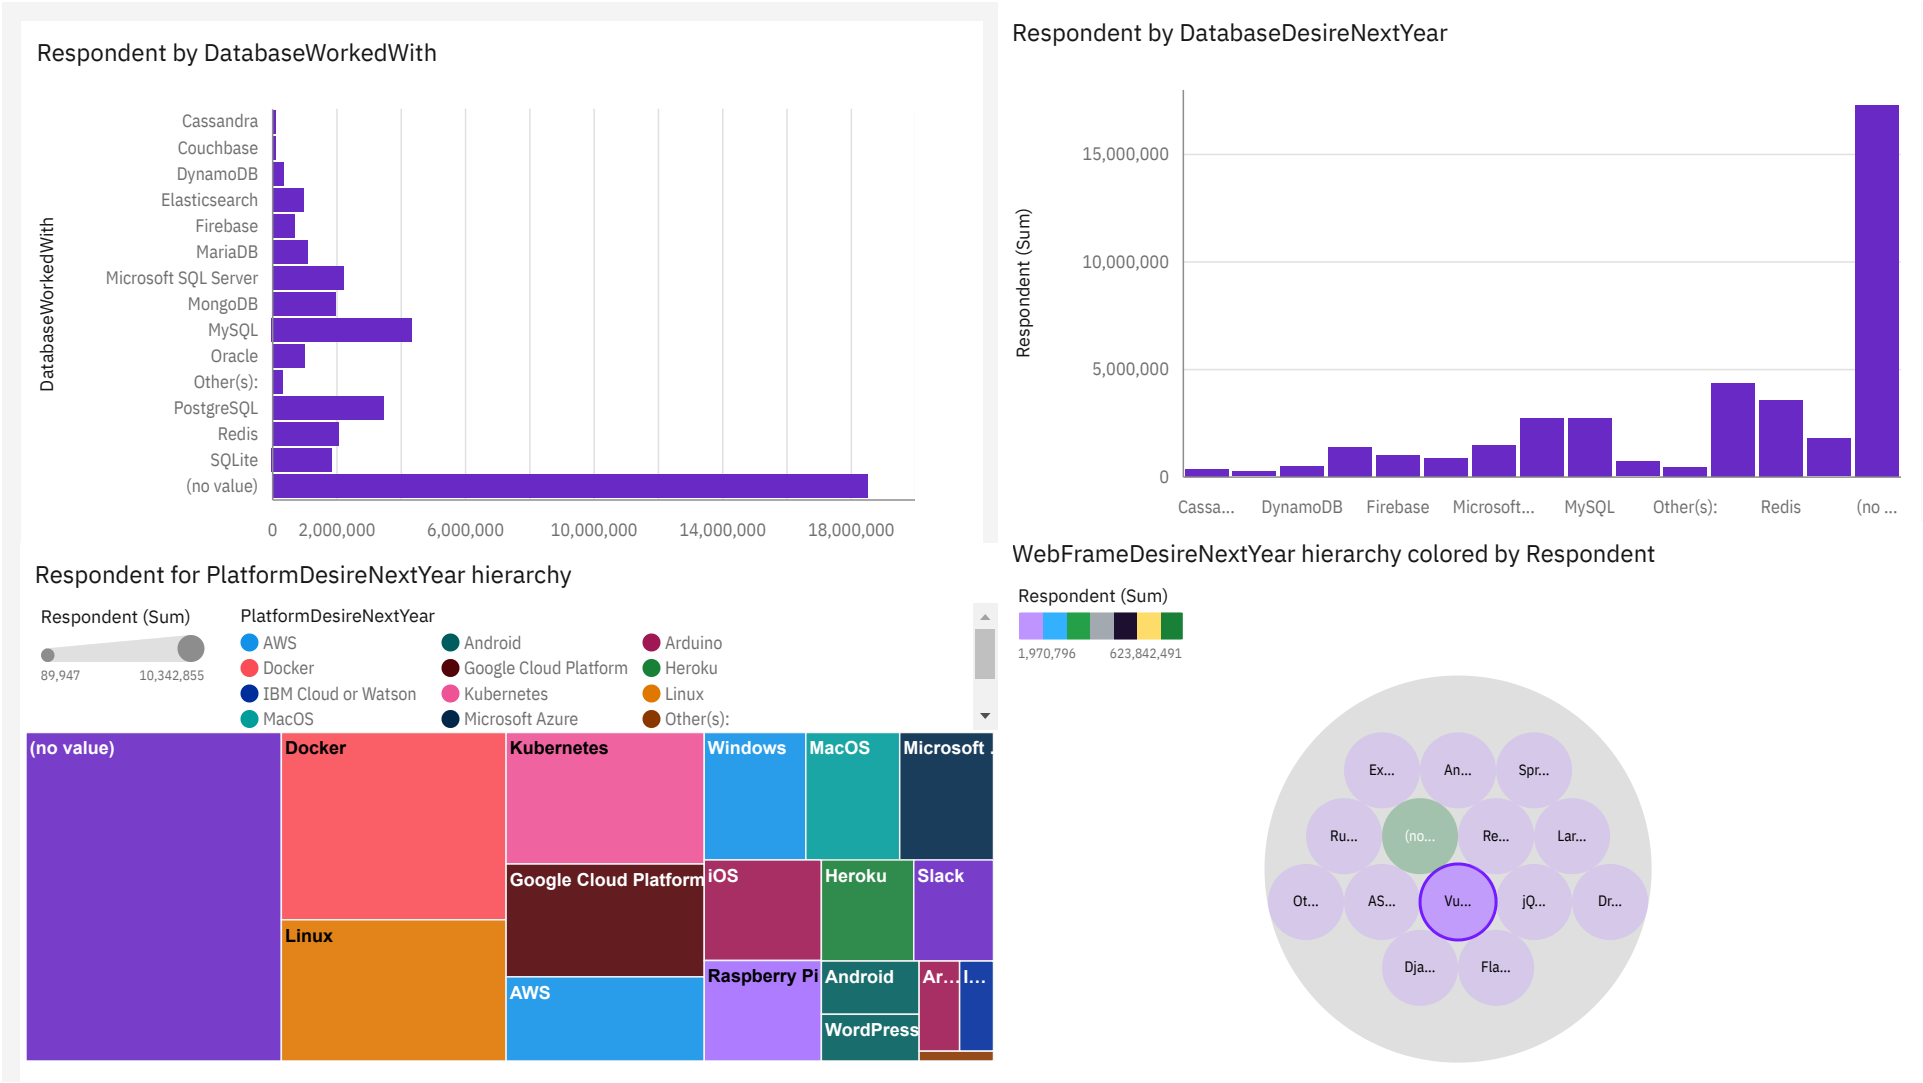 Respondent by DatabaseWorkedWith
DatabaseWorkedWith
Cassandra
Couchbase
DynamoDB
Elasticsearch
Firebase
MariaDB
Microsoft SQL Server
MongoDB
MySQL
Oracle
Other(s):
PostgreSQL
Redis
SQLite
(no value)
0 2,000,000 6,000,000 10,000,000 14,000,000 18,000,000
Respondent by DatabaseDesireNextYear
Respondent (Sum)
15,000,000
10,000,000
5,000,000
0
Cassa... DynamoDB Firebase Microsoft... MySQL Other(s): Redis (no ...
Respondent for PlatformDesireNextYear hierarchy
Respondent (Sum)
89,947 10,342,855
PlatformDesireNextYear
AWS Android Arduino
Docker Google Cloud Platform Heroku
IBM Cloud or Watson Kubernetes Linux
MacOS Microsoft Azure Other(s):
(no value)
Docker
Linux
Kubernetes
Google Cloud Platform
AWS
Windows
MacOS
Microsoft .
iOS
Heroku
Slack
Raspberry Pi
Android
WordPress
Ar...
I...
WebFrameDesireNextYear hierarchy colored by Respondent
Respondent (Sum)
1,970,796 623,842,491
Ex... An... Spr...
Ru... (no... Re... Lar...
Ot... AS... Vu... jQ... Dr...
Dja... Fla...